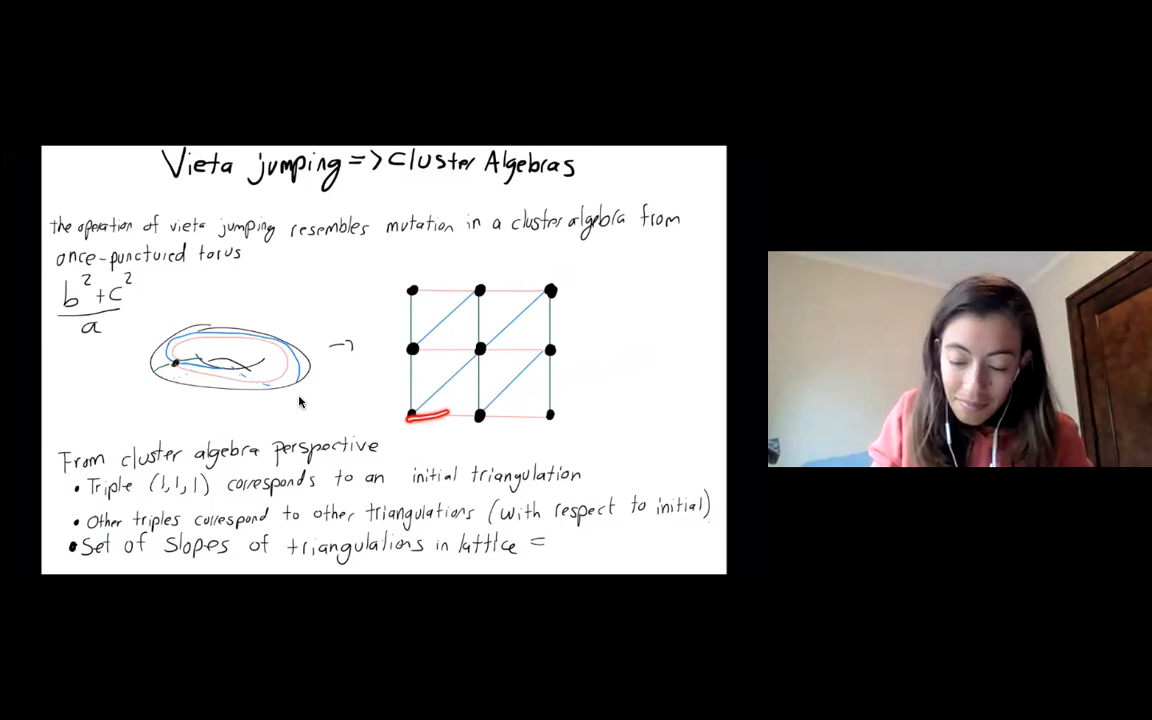 Vieta jumping => Cluster Algebras
the operation of vieta jumping resembles mutation in a cluster algebra from
once-punctured torus
b² + c²
a
From cluster algebra perspective
• Triple (1,1,1) corresponds to an initial triangulation
• Other triples correspond to other triangulations (with respect to initial)
• Set of slopes of triangulations in lattice =